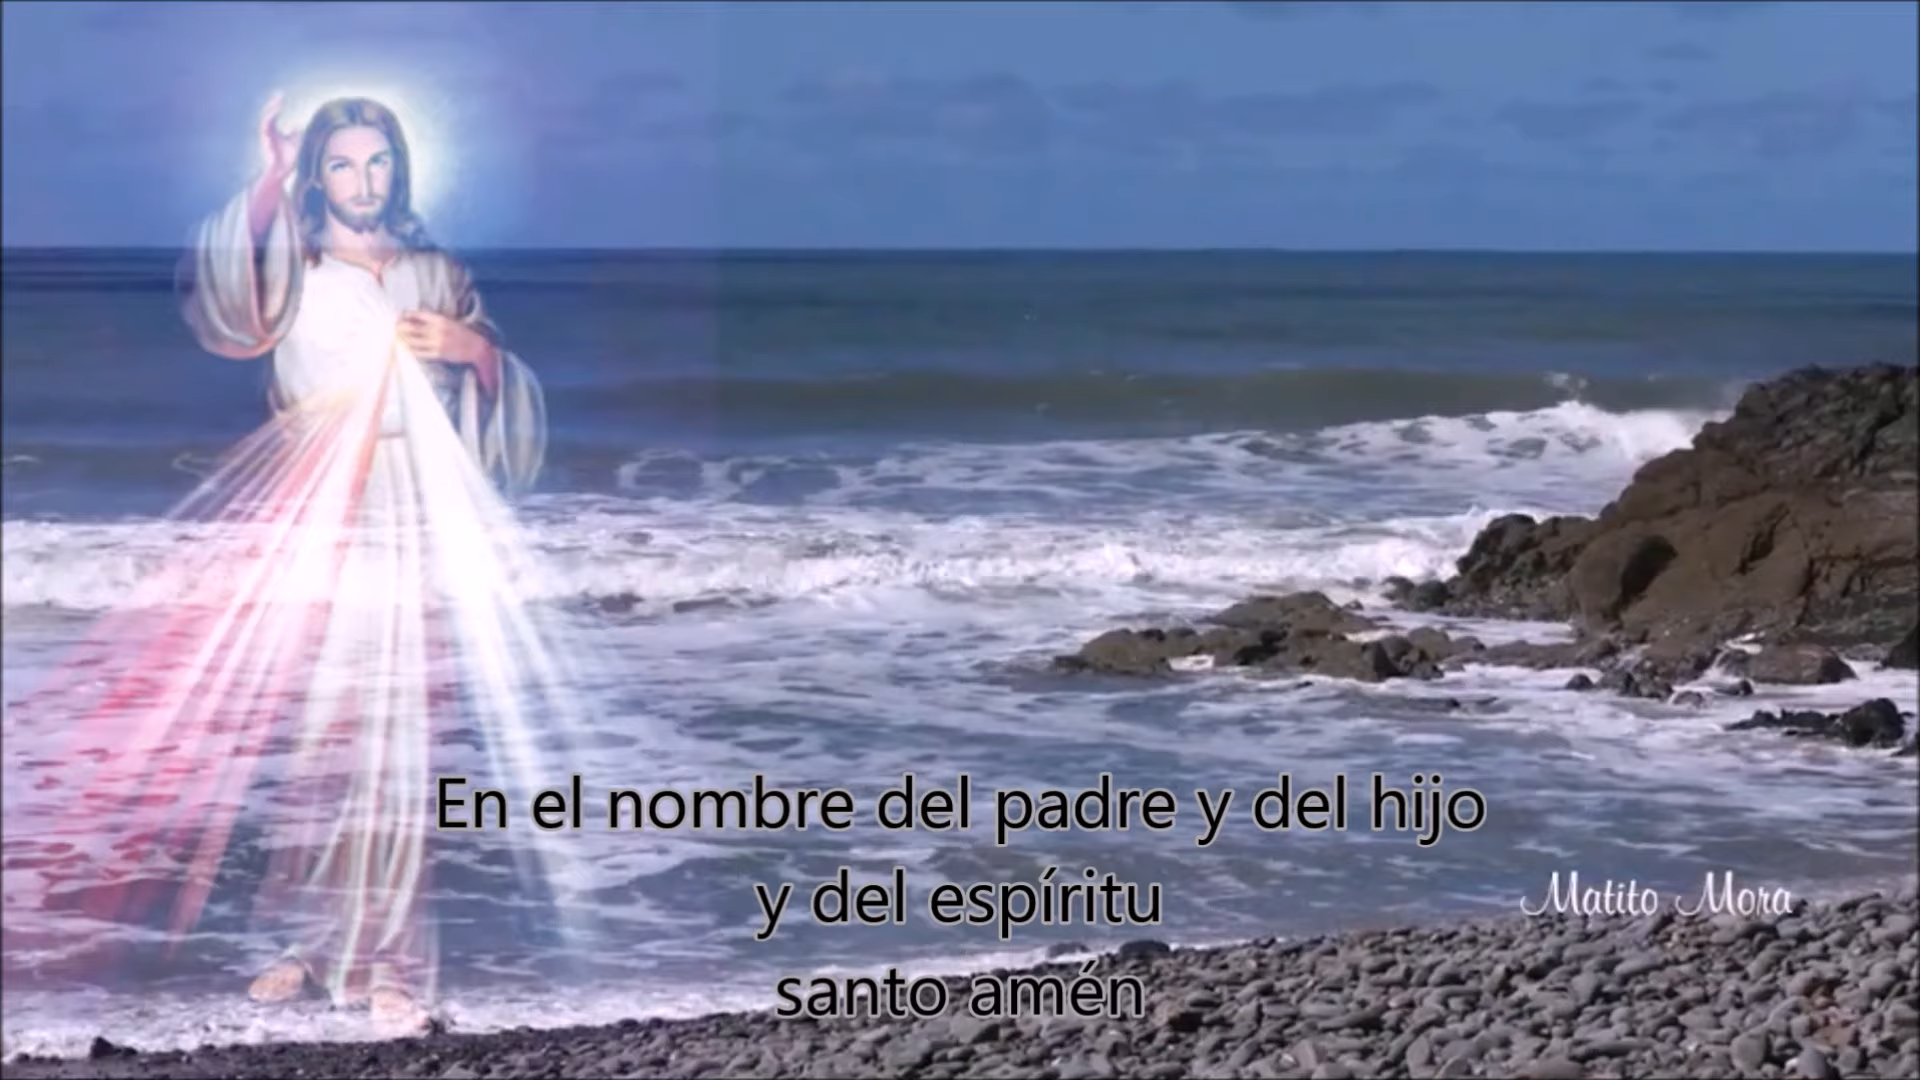 En el nombre del padre y del hijo
y del espíritu
santo amén
Matito Mora